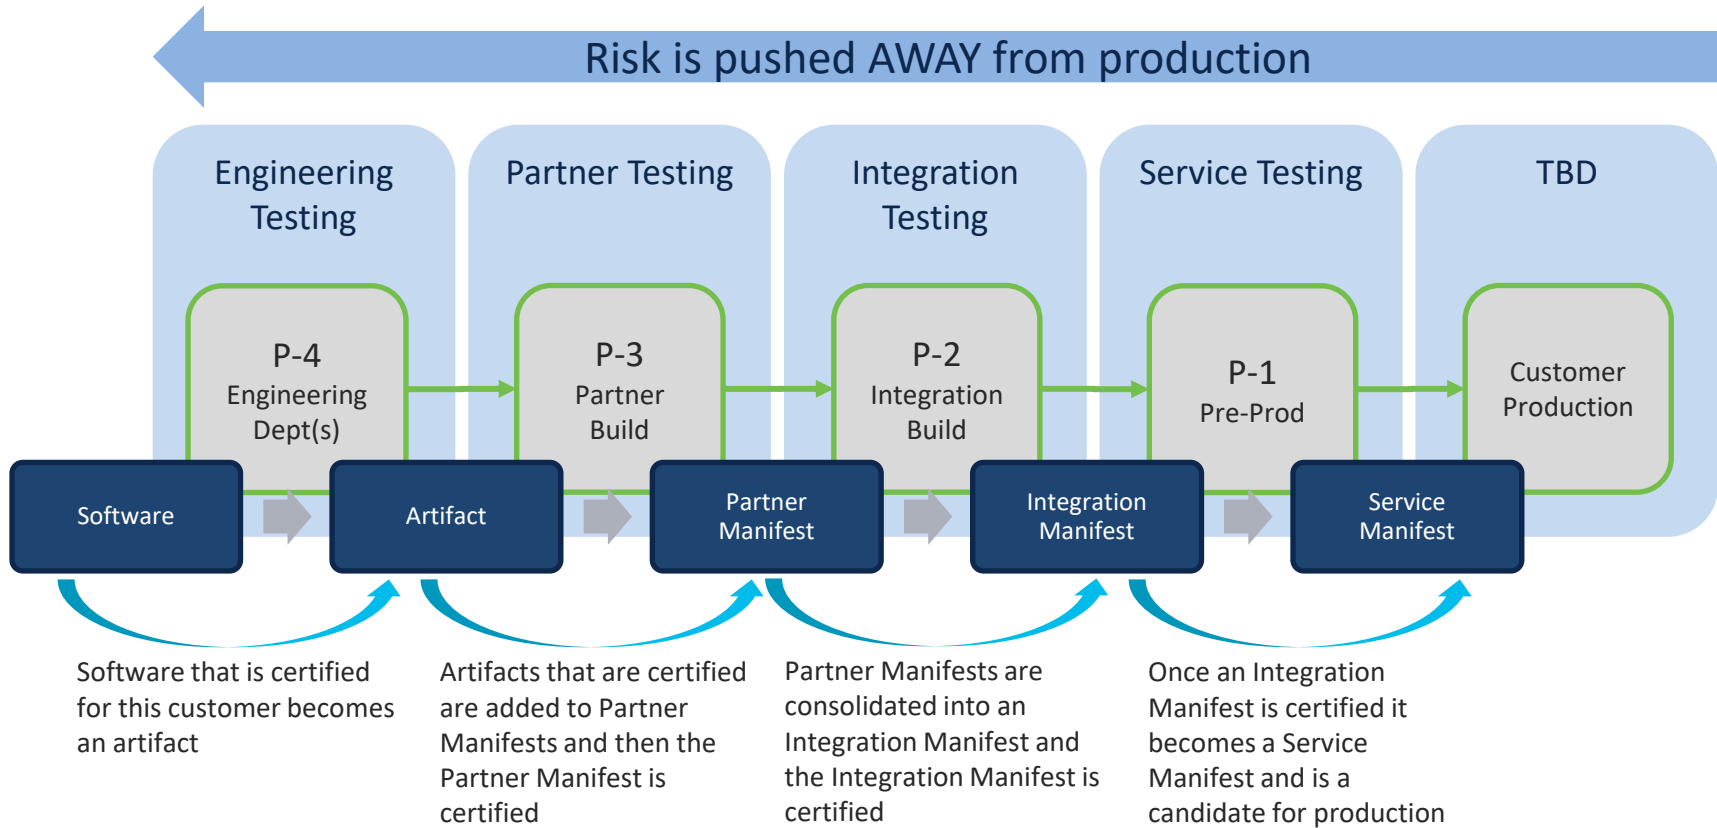 Risk is pushed AWAY from production
Engineering
Testing
Partner Testing
Integration
Testing
Service Testing
TBD
P-4
Engineering
Dept(s)
P-3
Partner
Build
P-2
Integration
Build
P-1
Pre-Prod
Customer
Production
Software
Artifact
Partner
Manifest
Integration
Manifest
Service
Manifest
Software that is certified
for this customer becomes
an artifact
Artifacts that are certified
are added to Partner
Manifests and then the
Partner Manifest is
certified
Partner Manifests are
consolidated into an
Integration Manifest and
the Integration Manifest is
certified
Once an Integration
Manifest is certified it
becomes a Service
Manifest and is a
candidate for production